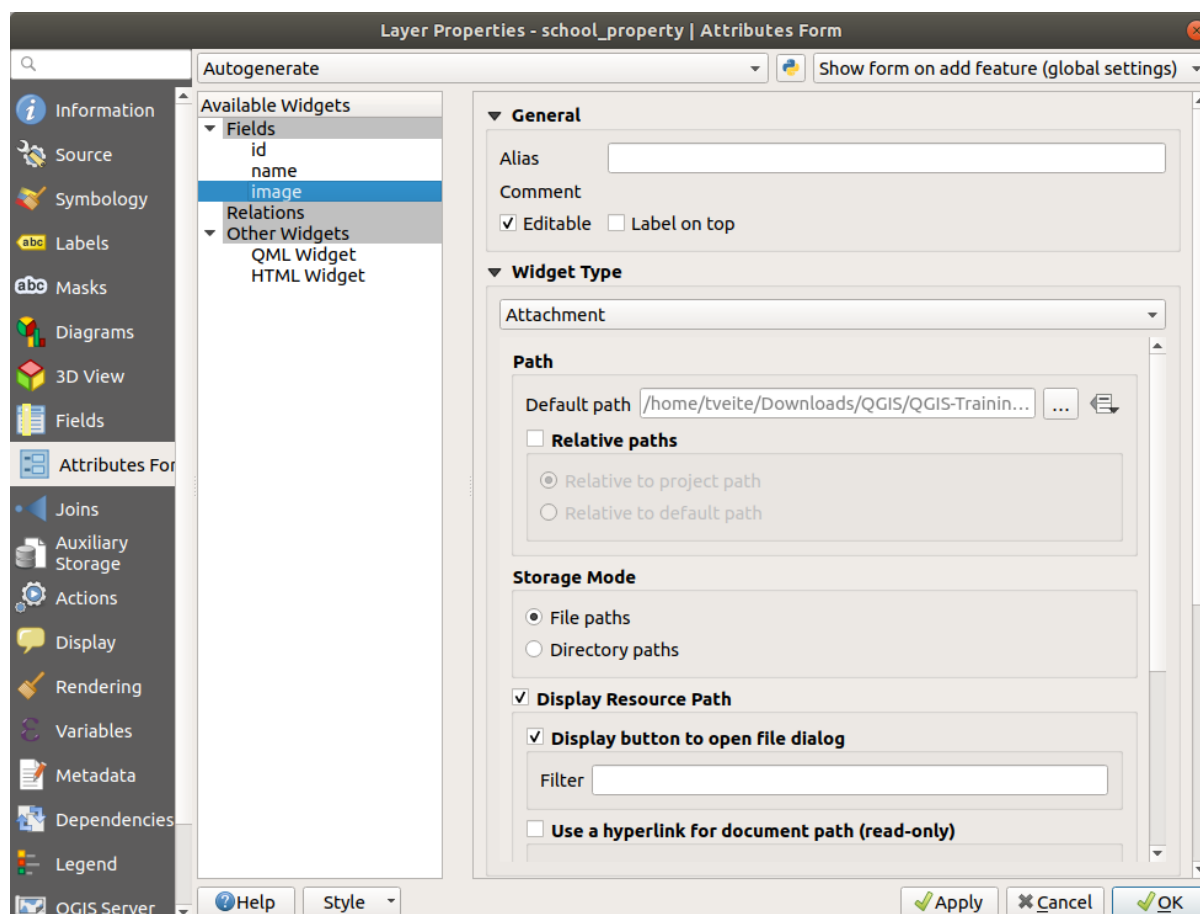 Layer Properties - school_property | Attributes Form
Autogenerate
Show form on add feature (global settings)
Information
Source
Symbology
abc Labels
abc Masks
Diagrams
3D View
Fields
Attributes For
Joins
Auxiliary
Storage
Actions
Display
Rendering
Variables
Metadata
Dependencies
Legend
QGIS Server
Available Widgets
Fields
id
name
image
Relations
Other Widgets
QML Widget
HTML Widget
General
Alias
Comment
Editable Label on top
Widget Type
Attachment
Path
Default path /home/tveite/Downloads/QGIS/QGIS-Trainin... ...
Relative paths
Relative to project path
Relative to default path
Storage Mode
File paths
Directory paths
Display Resource Path
Display button to open file dialog
Filter
Use a hyperlink for document path (read-only)
Help Style Apply Cancel OK